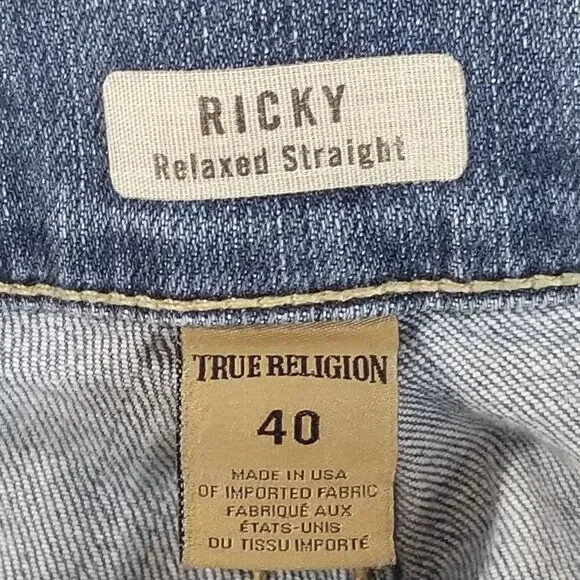 RICKY
Relaxed Straight
TRUE RELIGION
40
MADE IN USA
OF IMPORTED FABRIC
FABRIQUÉ AUX
ÉTATS-UNIS
DU TISSU IMPORTÉ